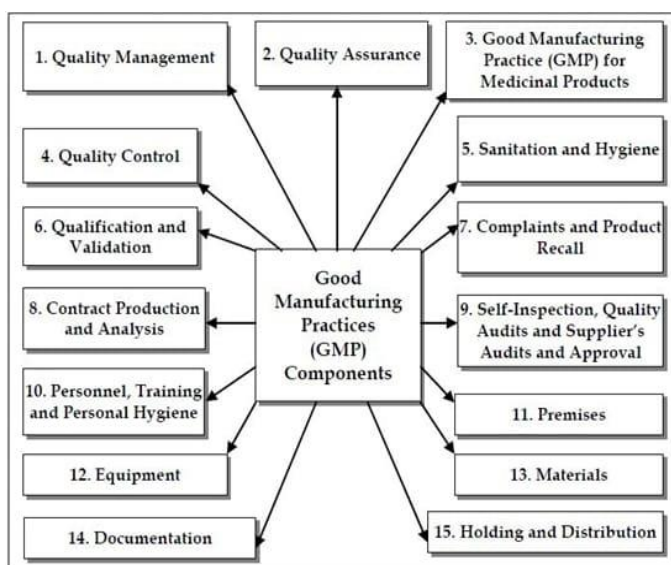 1. Quality Management
2. Quality Assurance
3. Good Manufacturing
Practice (GMP) for
Medicinal Products
4. Quality Control
5. Sanitation and Hygiene
6. Qualification and
Validation
7. Complaints and Product
Recall
Good
Manufacturing
Practices
(GMP)
Components
8. Contract Production
and Analysis
9. Self-Inspection, Quality
Audits and Supplier's
Audits and Approval
10. Personnel, Training
and Personal Hygiene
11. Premises
12. Equipment
13. Materials
14. Documentation
15. Holding and Distribution